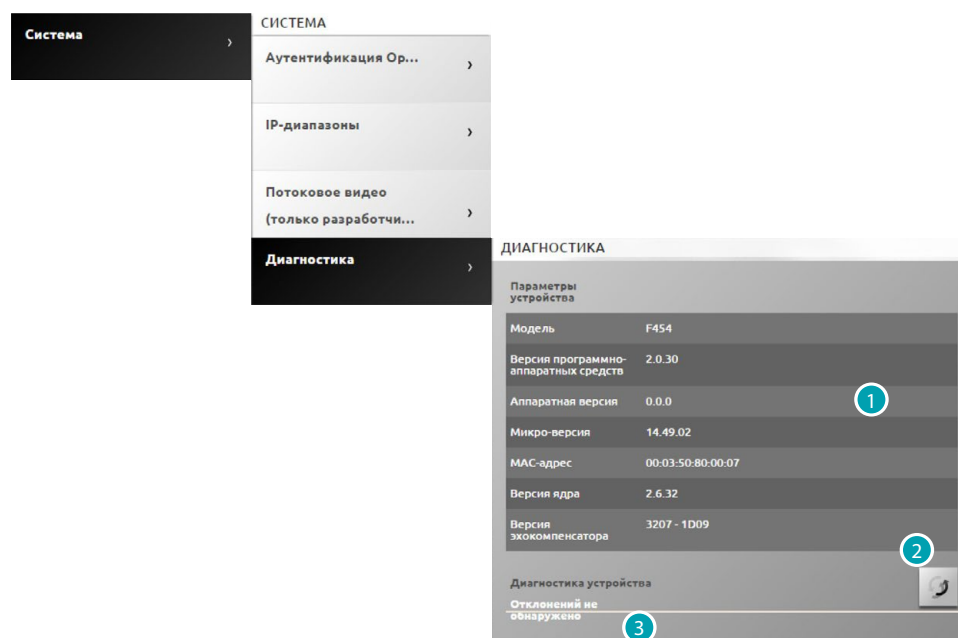 Система
СИСТЕМА
Аутентификация Op...
IP-диапазоны
Потоковое видео
(только разработчи...
Диагностика
ДИАГНОСТИКА
Параметры
устройства
Модель F454
Версия программно-
аппаратных средств 2.0.30
Аппаратная версия 0.0.0
1
Микро-версия 14.49.02
MAC-адрес 00:03:50:80:00:07
Версия ядра 2.6.32
Версия
эхокомпенсатора 3207 - 1D09
2
Диагностика устройства
Отклонений не
обнаружено
3